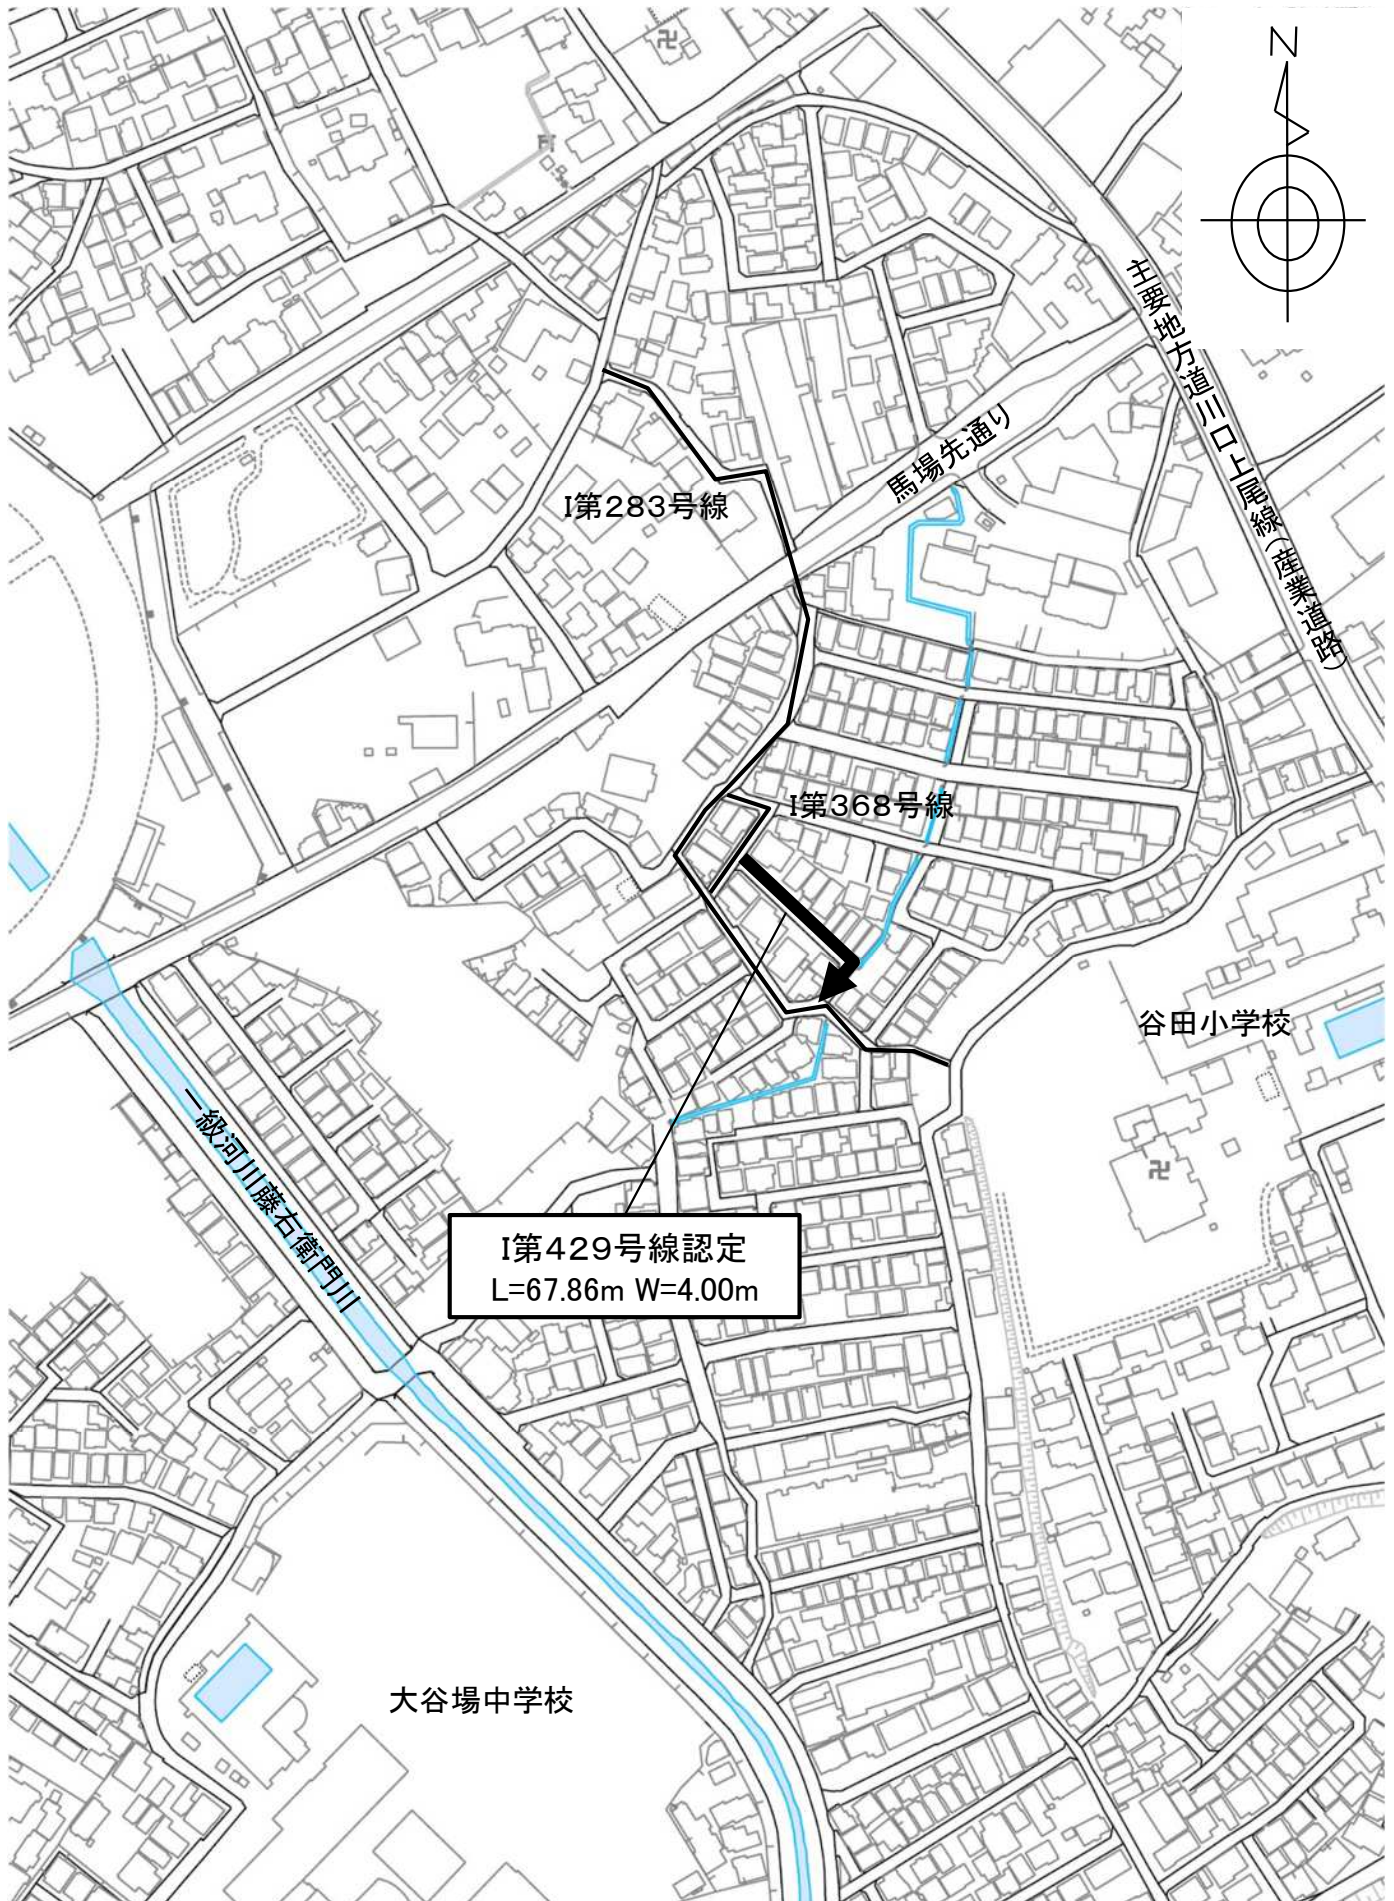 N
主要地方道川口上尾線(産業道路)
馬場先通り
I第283号線
I第368号線
谷田小学校
一級河川藤右衛門川
I第429号線認定
L=67.86m W=4.00m
大谷場中学校